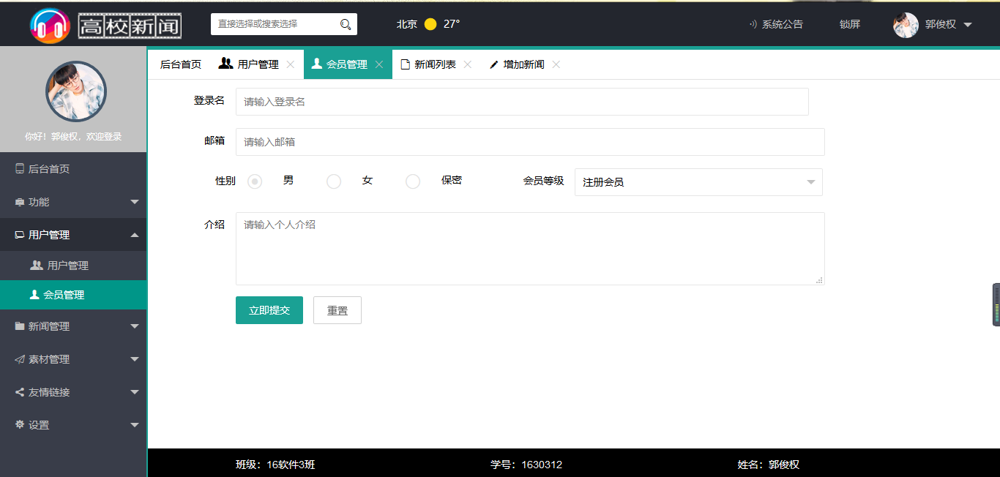 高校新闻 直接选择或搜索选择 北京 27° 系统公告 锁屏 郭俊权
后台首页 用户管理 会员管理 新闻列表 增加新闻
你好！郭俊权，欢迎登录
后台首页
功能
用户管理
用户管理
会员管理
新闻管理
素材管理
友情链接
设置
登录名 请输入登录名
邮箱 请输入邮箱
性别 男 女 保密 会员等级 注册会员
介绍 请输入个人介绍
立即提交 重置
班级：16软件3班 学号：1630312 姓名：郭俊权